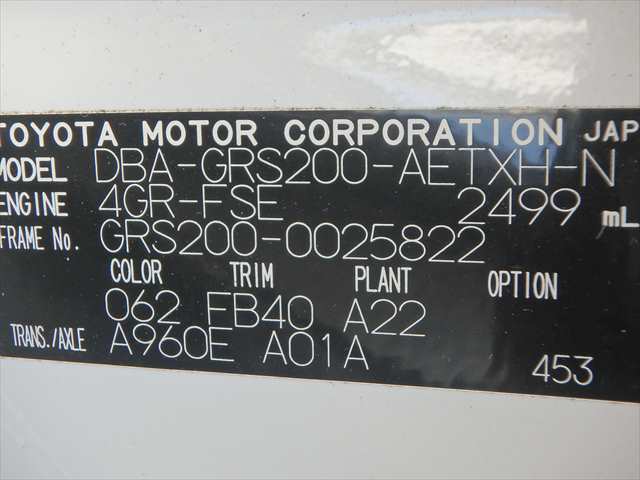 TOYOTA MOTOR CORPORATION JAP
MODEL DBA-GRS200-AETXH-N
ENGINE 4GR-FSE 2499 mL
FRAME No. GRS200-0025822
COLOR TRIM PLANT OPTION
062 FB40 A22
TRANS./AXLE A960E A01A
453